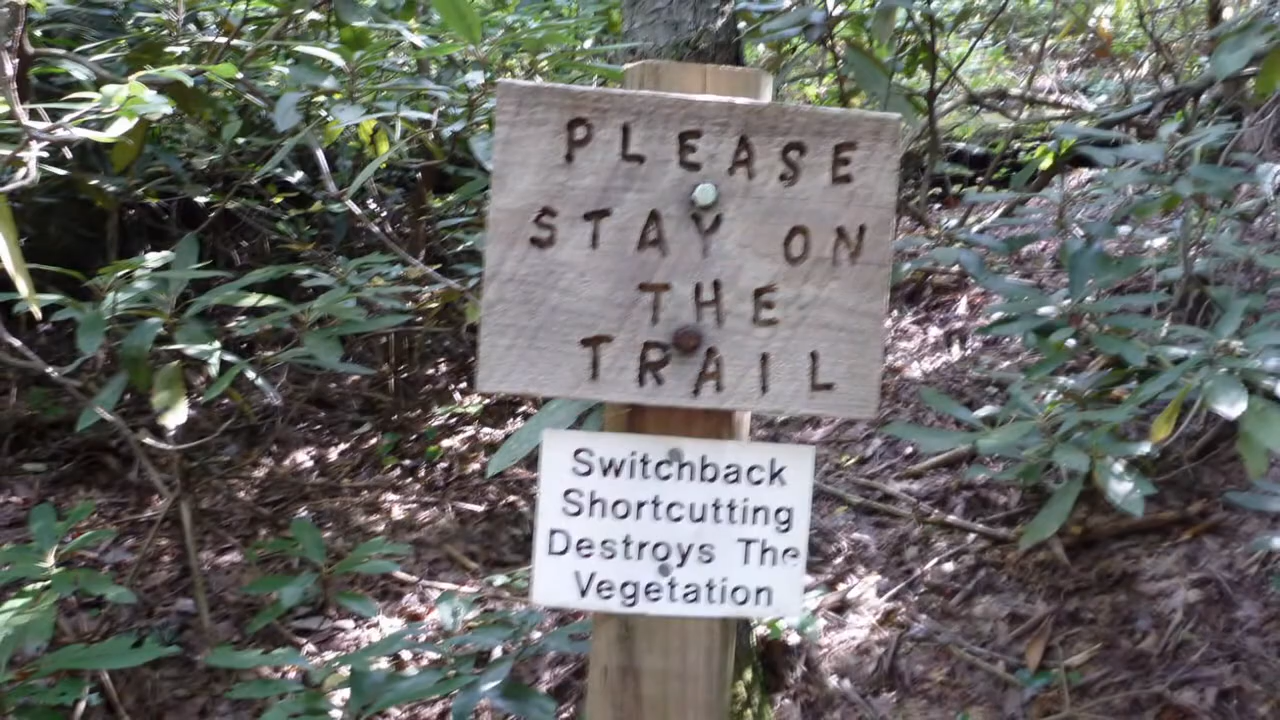 PLEASE
STAY ON
THE
TRAIL
Switchback
Shortcutting
Destroys The
Vegetation